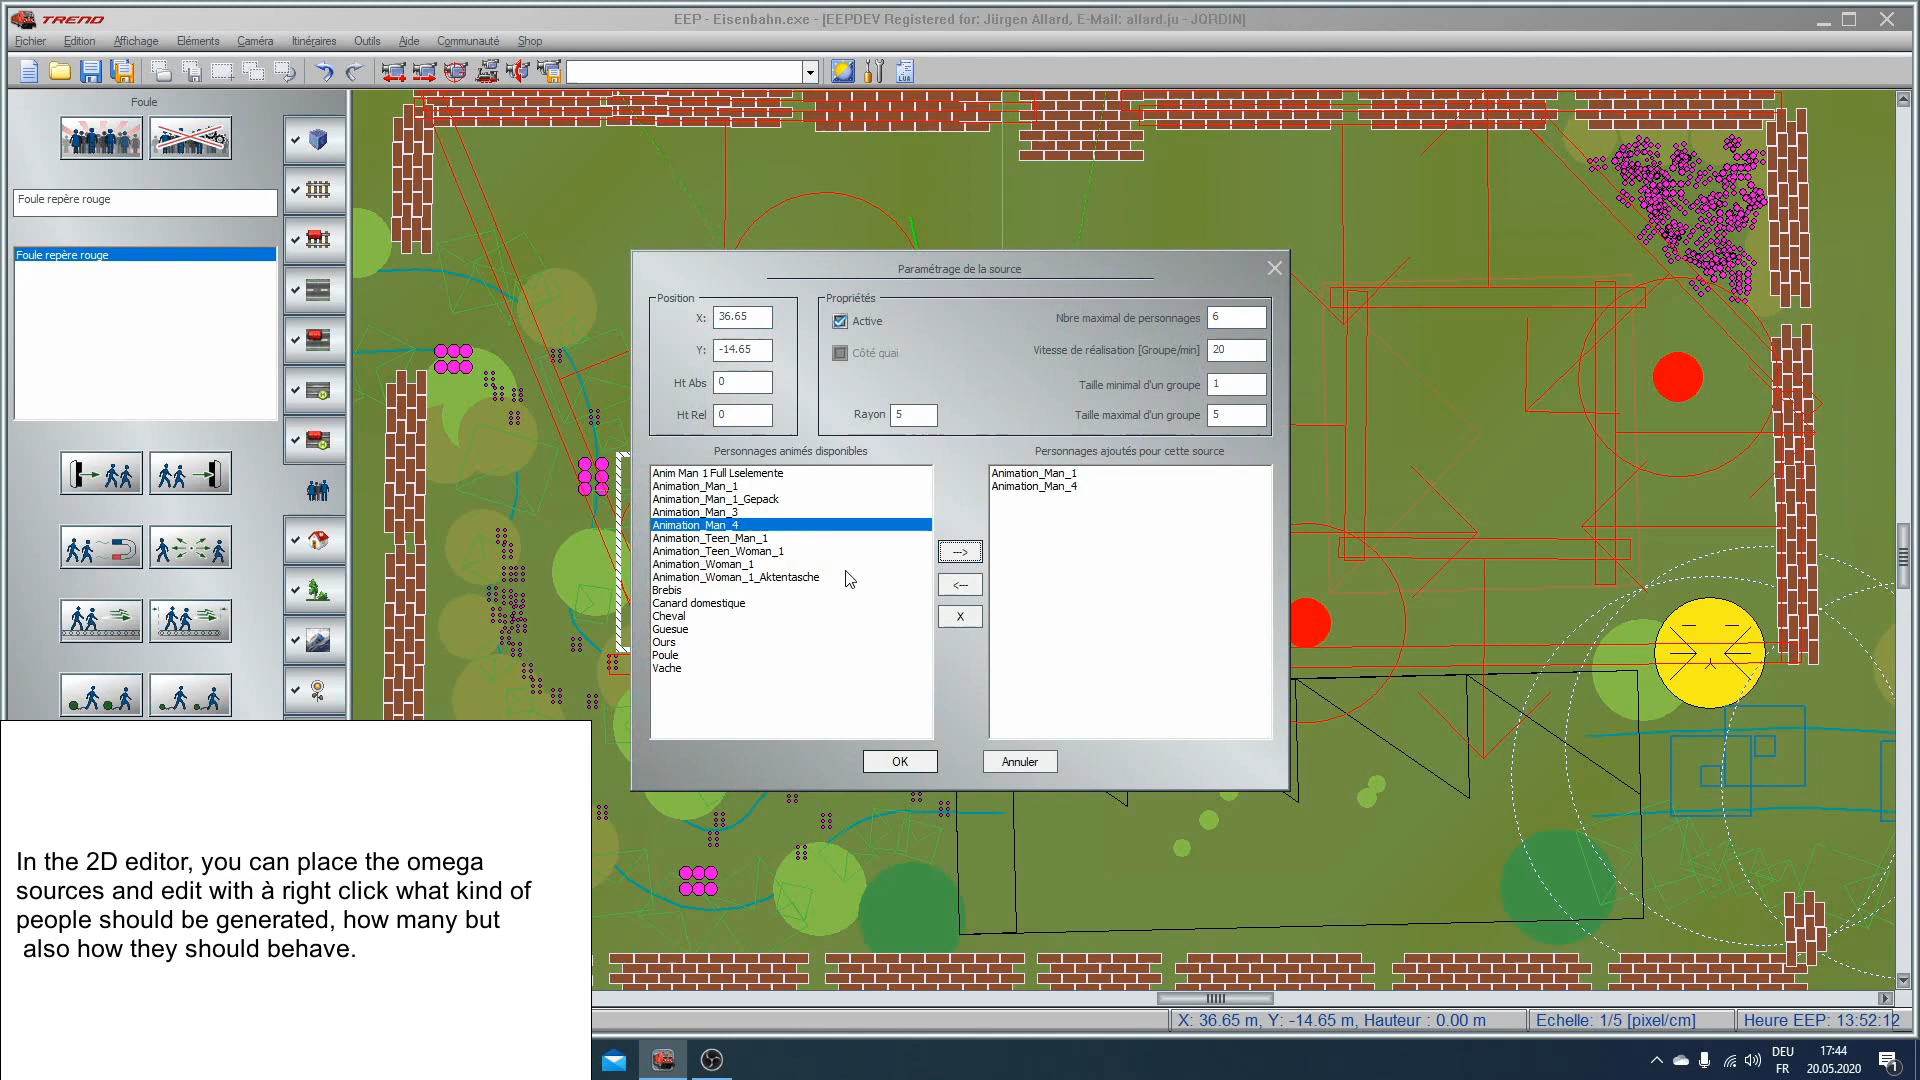 TREND
EEP - Eisenbahn.exe - [EEPDEV Registered for: Jürgen Allard, E-Mail: allard.ju - JORDIN]
Fichier Edition Affichage Eléments Caméra Itinéraires Outils Aide Communauté Shop
LUA
Foule
Foule repère rouge
Foule repère rouge
Paramétrage de la source
Position
X: 36.65
Y: -14.65
Ht Abs 0
Ht Rel 0
Propriétés
Active
Côté quai
Rayon 5
Nbre maximal de personnages 6
Vitesse de réalisation [Groupe/min] 20
Taille minimal d'un groupe 1
Taille maximal d'un groupe 5
Personnages animés disponibles
Anim Man 1 Full Lselemente
Animation_Man_1
Animation_Man_1_Gepack
Animation_Man_3
Animation_Man_4
Animation_Teen_Man_1
Animation_Teen_Woman_1
Animation_Woman_1
Animation_Woman_1_Aktentasche
Brebis
Canard domestique
Cheval
Guesue
Ours
Poule
Vache
-->
<--
X
Personnages ajoutés pour cette source
Animation_Man_1
Animation_Man_4
OK
Annuler
In the 2D editor, you can place the omega
sources and edit with à right click what kind of
people should be generated, how many but
also how they should behave.
X: 36.65 m, Y: -14.65 m, Hauteur : 0.00 m
Echelle: 1/5 [pixel/cm]
Heure EEP: 13:52:12
DEU
FR
17:44
20.05.2020
1